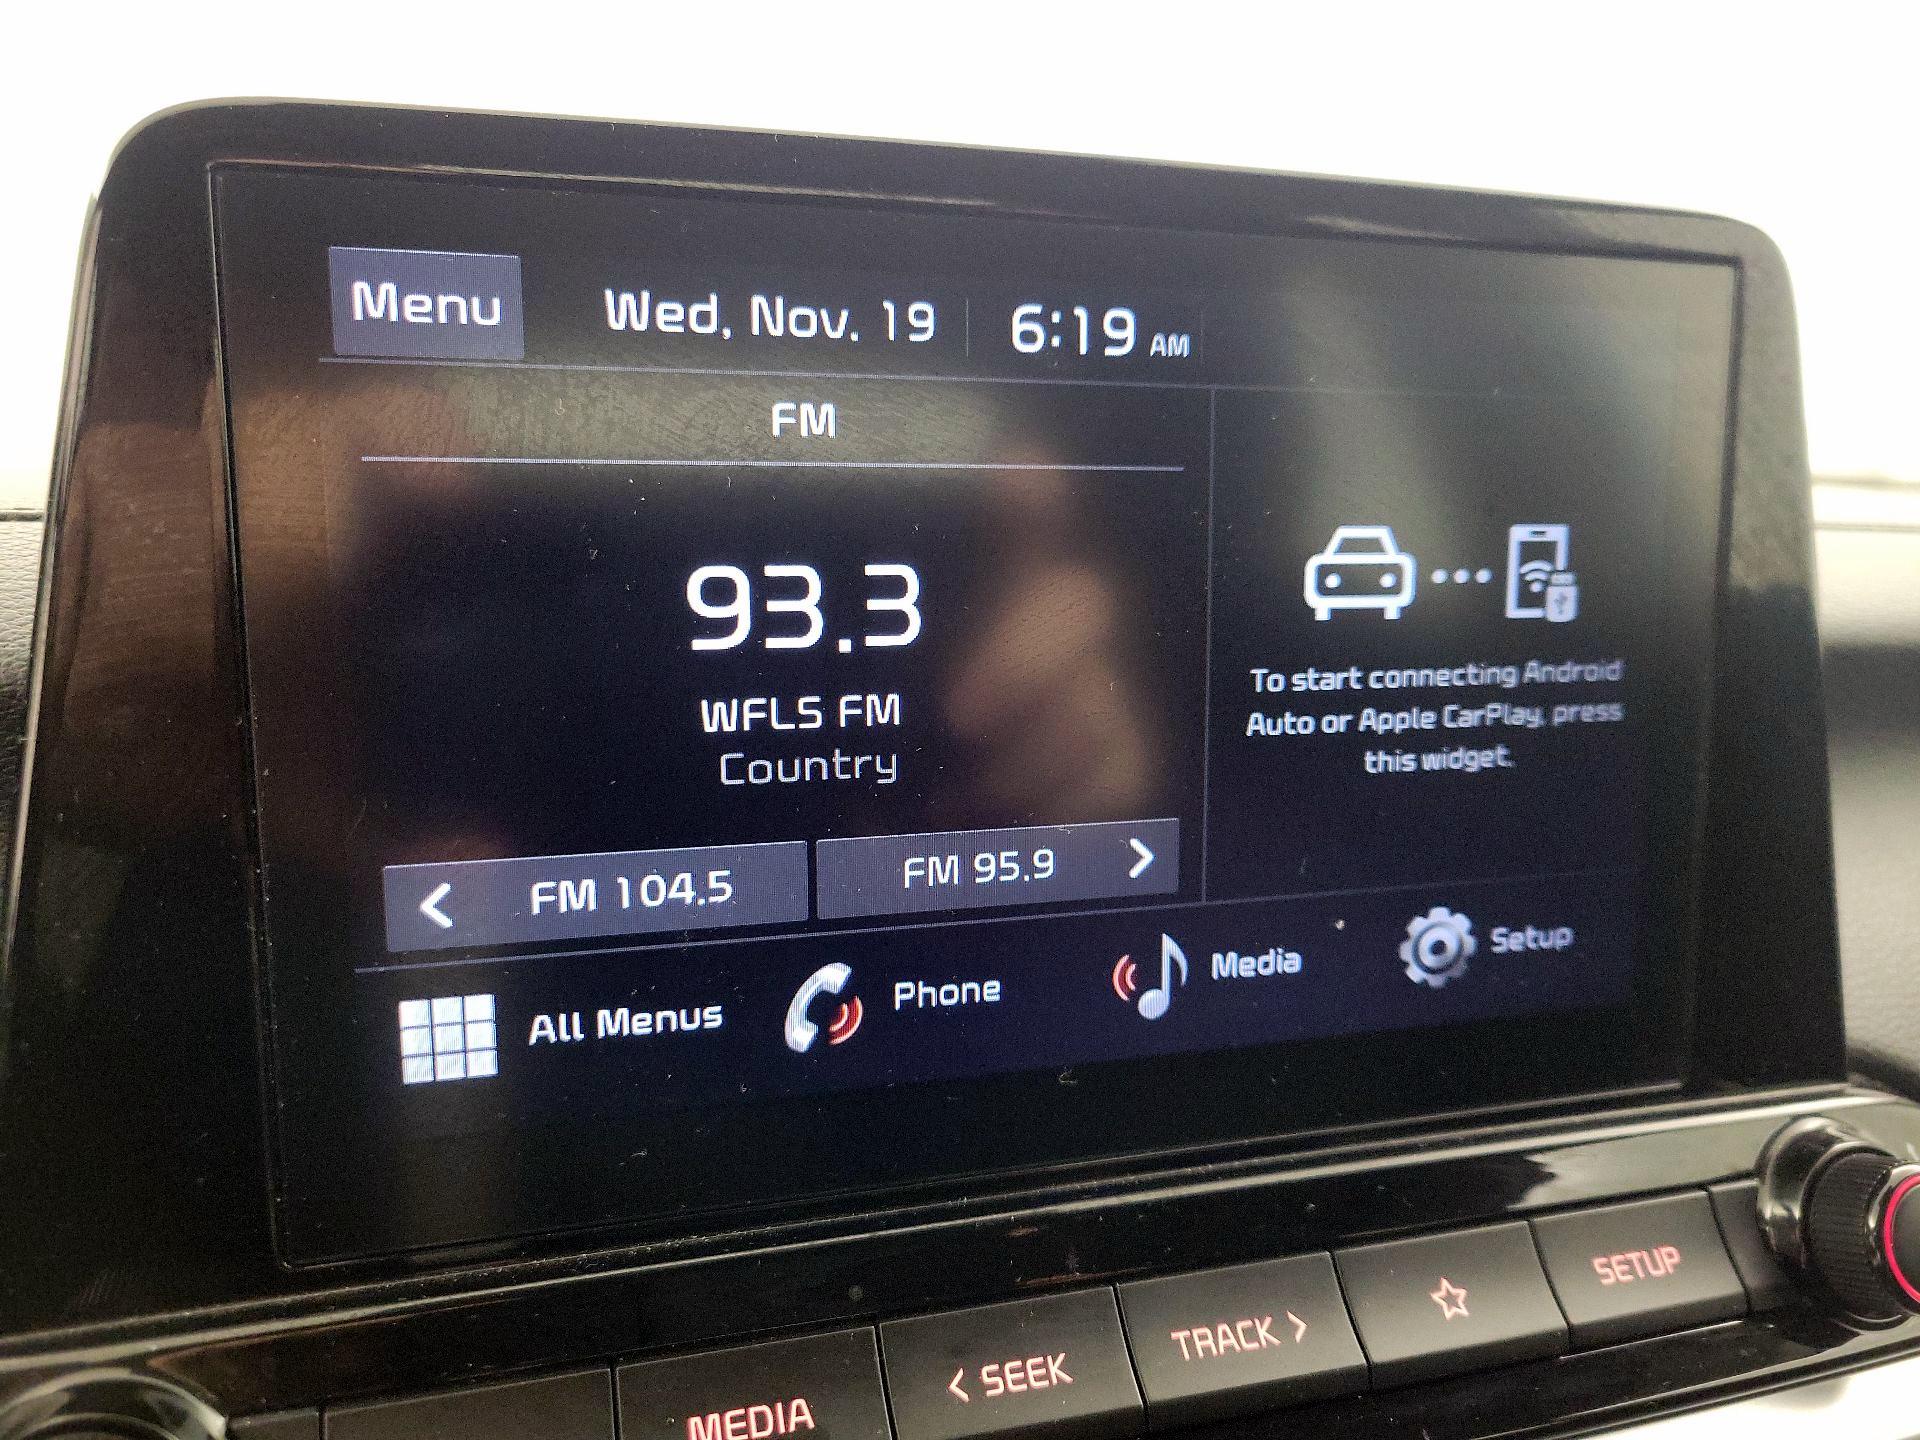 Menu Wed, Nov. 19 6:19 AM
FM
93.3
WFLS FM
Country
To start connecting Android
Auto or Apple CarPlay, press
this widget.
< FM 104.5 FM 95.9 >
All Menus Phone Media Setup
MEDIA < SEEK TRACK > ☆ SETUP